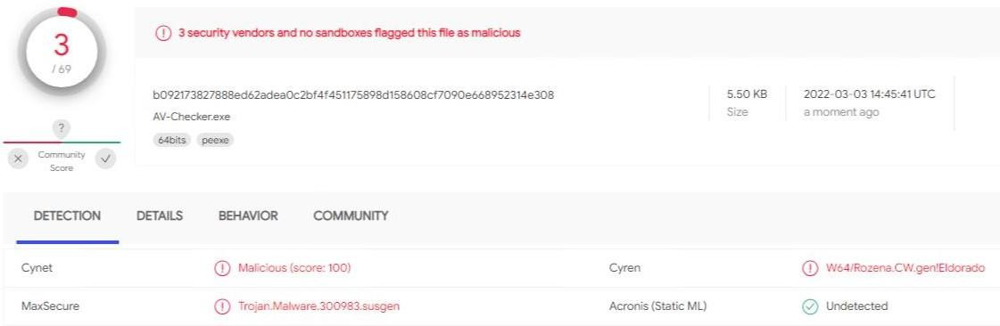 3
/ 69
3 security vendors and no sandboxes flagged this file as malicious
b092173827888ed62adea0c2bf4f451175898d158608cf7090e668952314e308
AV-Checker.exe
64bits peexe
5.50 KB
Size
2022-03-03 14:45:41 UTC
a moment ago
?
Community
Score
DETECTION DETAILS BEHAVIOR COMMUNITY
Cynet Malicious (score: 100) Cyren W64/Rozena.CW.gen!Eldorado
MaxSecure Trojan.Malware.300983.susgen Acronis (Static ML) Undetected